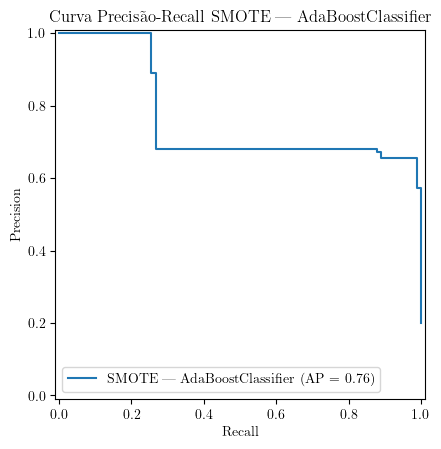 Curva Precisão-Recall SMOTE — AdaBoostClassifier
1.0
0.8
0.6
0.4
0.2
0.0
Precision
SMOTE — AdaBoostClassifier (AP = 0.76)
0.0 0.2 0.4 0.6 0.8 1.0
Recall